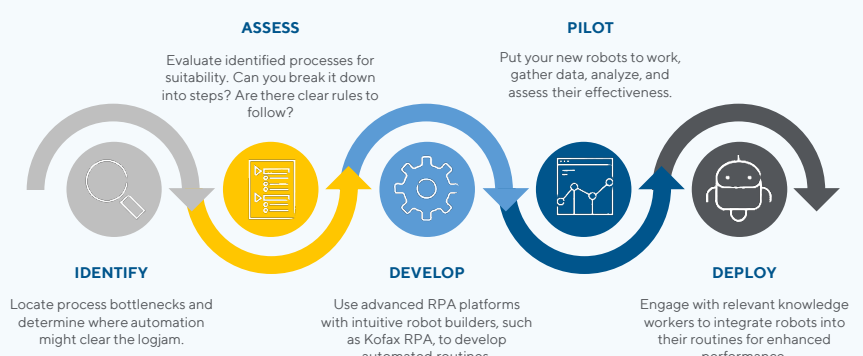 ASSESS
Evaluate identified processes for
suitability. Can you break it down
into steps? Are there clear rules to
follow?
PILOT
Put your new robots to work,
gather data, analyze, and
assess their effectiveness.
IDENTIFY
Locate process bottlenecks and
determine where automation
might clear the logjam.
DEVELOP
Use advanced RPA platforms
with intuitive robot builders, such
as Kofax RPA, to develop
automated routines.
DEPLOY
Engage with relevant knowledge
workers to integrate robots into
their routines for enhanced
performance.